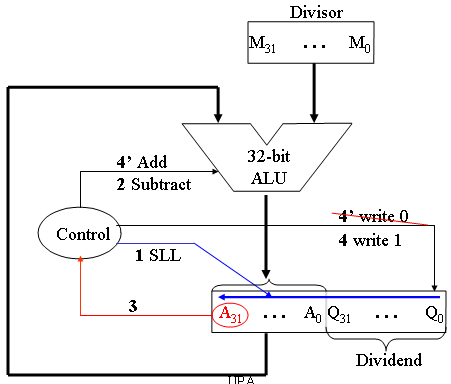 Divisor
M31 ... M0
32-bit
ALU
4’ Add
2 Subtract
Control
4’ write 0
4 write 1
1 SLL
3
A31 ... A0 Q31 ... Q0
Dividend